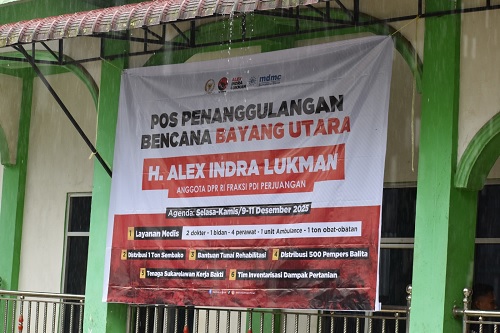 ALEX
INDRA
LUKMAN
mdmc
POS PENANGGULANGAN
BENCANA BAYANG UTARA
H. ALEX INDRA LUKMAN
ANGGOTA DPR RI FRAKSI PDI PERJUANGAN
Agenda: Selasa-Kamis/9-11 Desember 2025
1 Layanan Medis 2 dokter - 1 bidan - 4 perawat - 1 unit Ambulance - 1 ton obat-obatan
2 Distribusi 1 Ton Sembako 3 Bantuan Tunai Rehabilitasi 4 Distribusi 500 Pempers Balita
5 Tenaga Sukarelawan Kerja Bakti 6 Tim Inventarisasi Dampak Pertanian